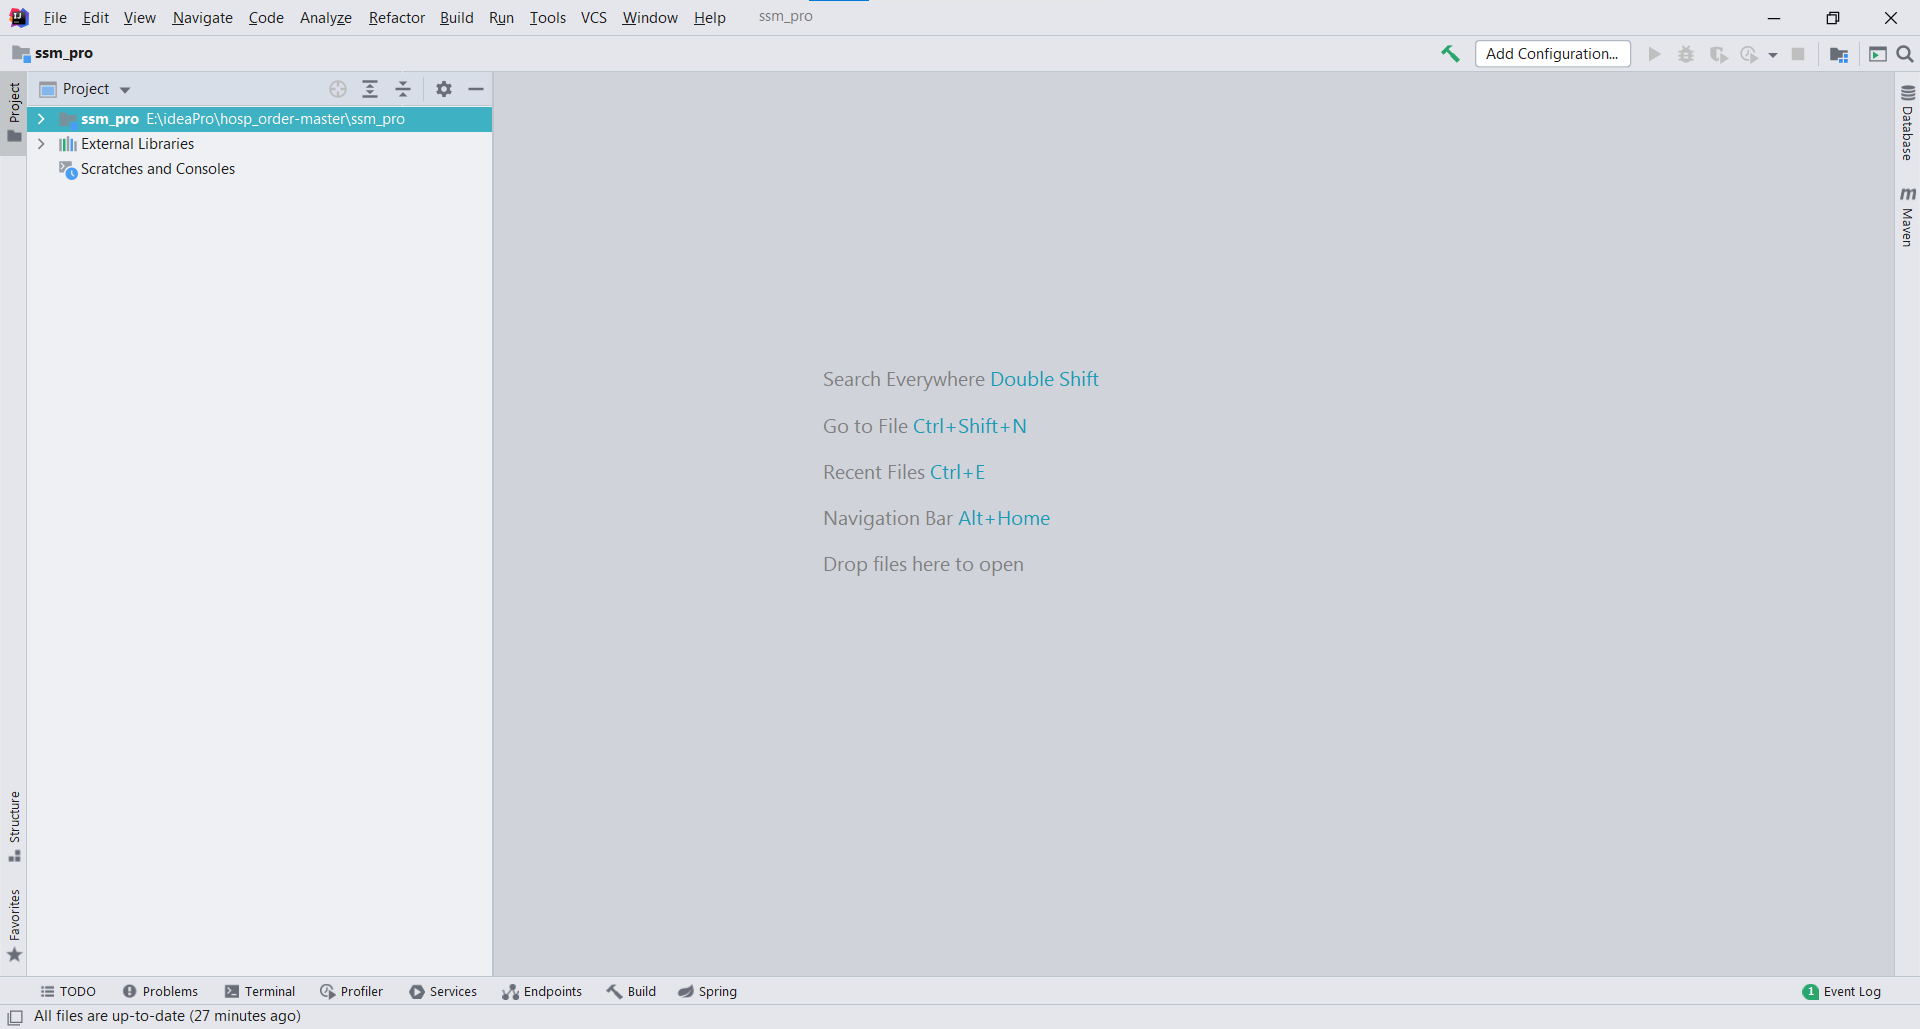 File Edit View Navigate Code Analyze Refactor Build Run Tools VCS Window Help ssm_pro
ssm_pro
Add Configuration...
Project
Project
ssm_pro E:\ideaPro\hosp_order-master\ssm_pro
External Libraries
Scratches and Consoles
Database
m
Maven
Search Everywhere Double Shift
Go to File Ctrl+Shift+N
Recent Files Ctrl+E
Navigation Bar Alt+Home
Drop files here to open
Structure
Favorites
TODO Problems Terminal Profiler Services Endpoints Build Spring 1 Event Log
All files are up-to-date (27 minutes ago)